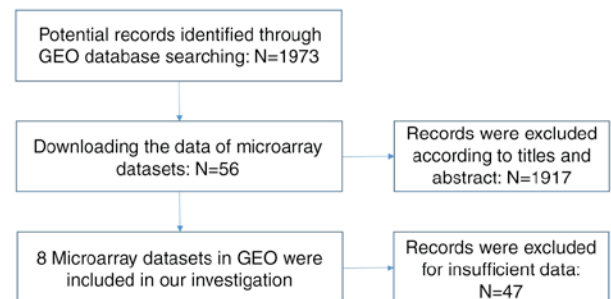 Potential records identified through
GEO database searching: N=1973
Downloading the data of microarray
datasets: N=56
Records were excluded
according to titles and
abstract: N=1917
8 Microarray datasets in GEO were
included in our investigation
Records were excluded
for insufficient data:
N=47